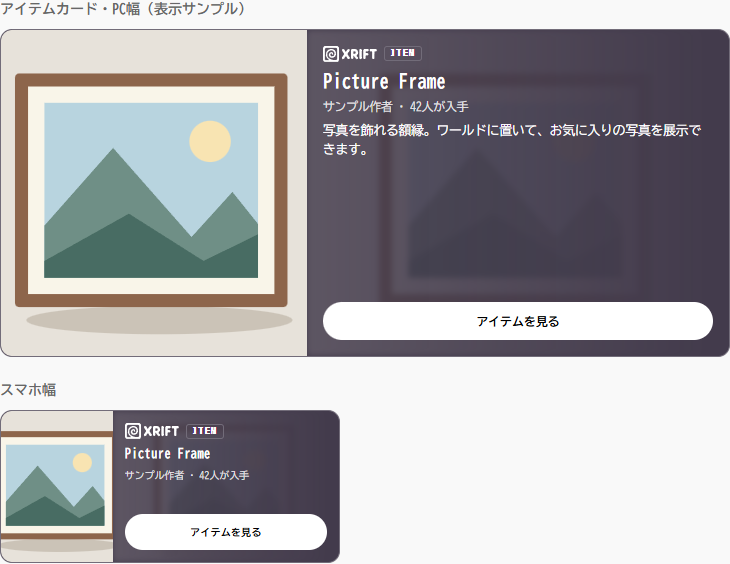 アイテムカード・PC幅（表示サンプル）
XRIFT ITEM
Picture Frame
サンプル作者 ・ 42人が入手
写真を飾れる額縁。ワールドに置いて、お気に入りの写真を展示で
きます。
アイテムを見る
スマホ幅
XRIFT ITEM
Picture Frame
サンプル作者 ・ 42人が入手
アイテムを見る